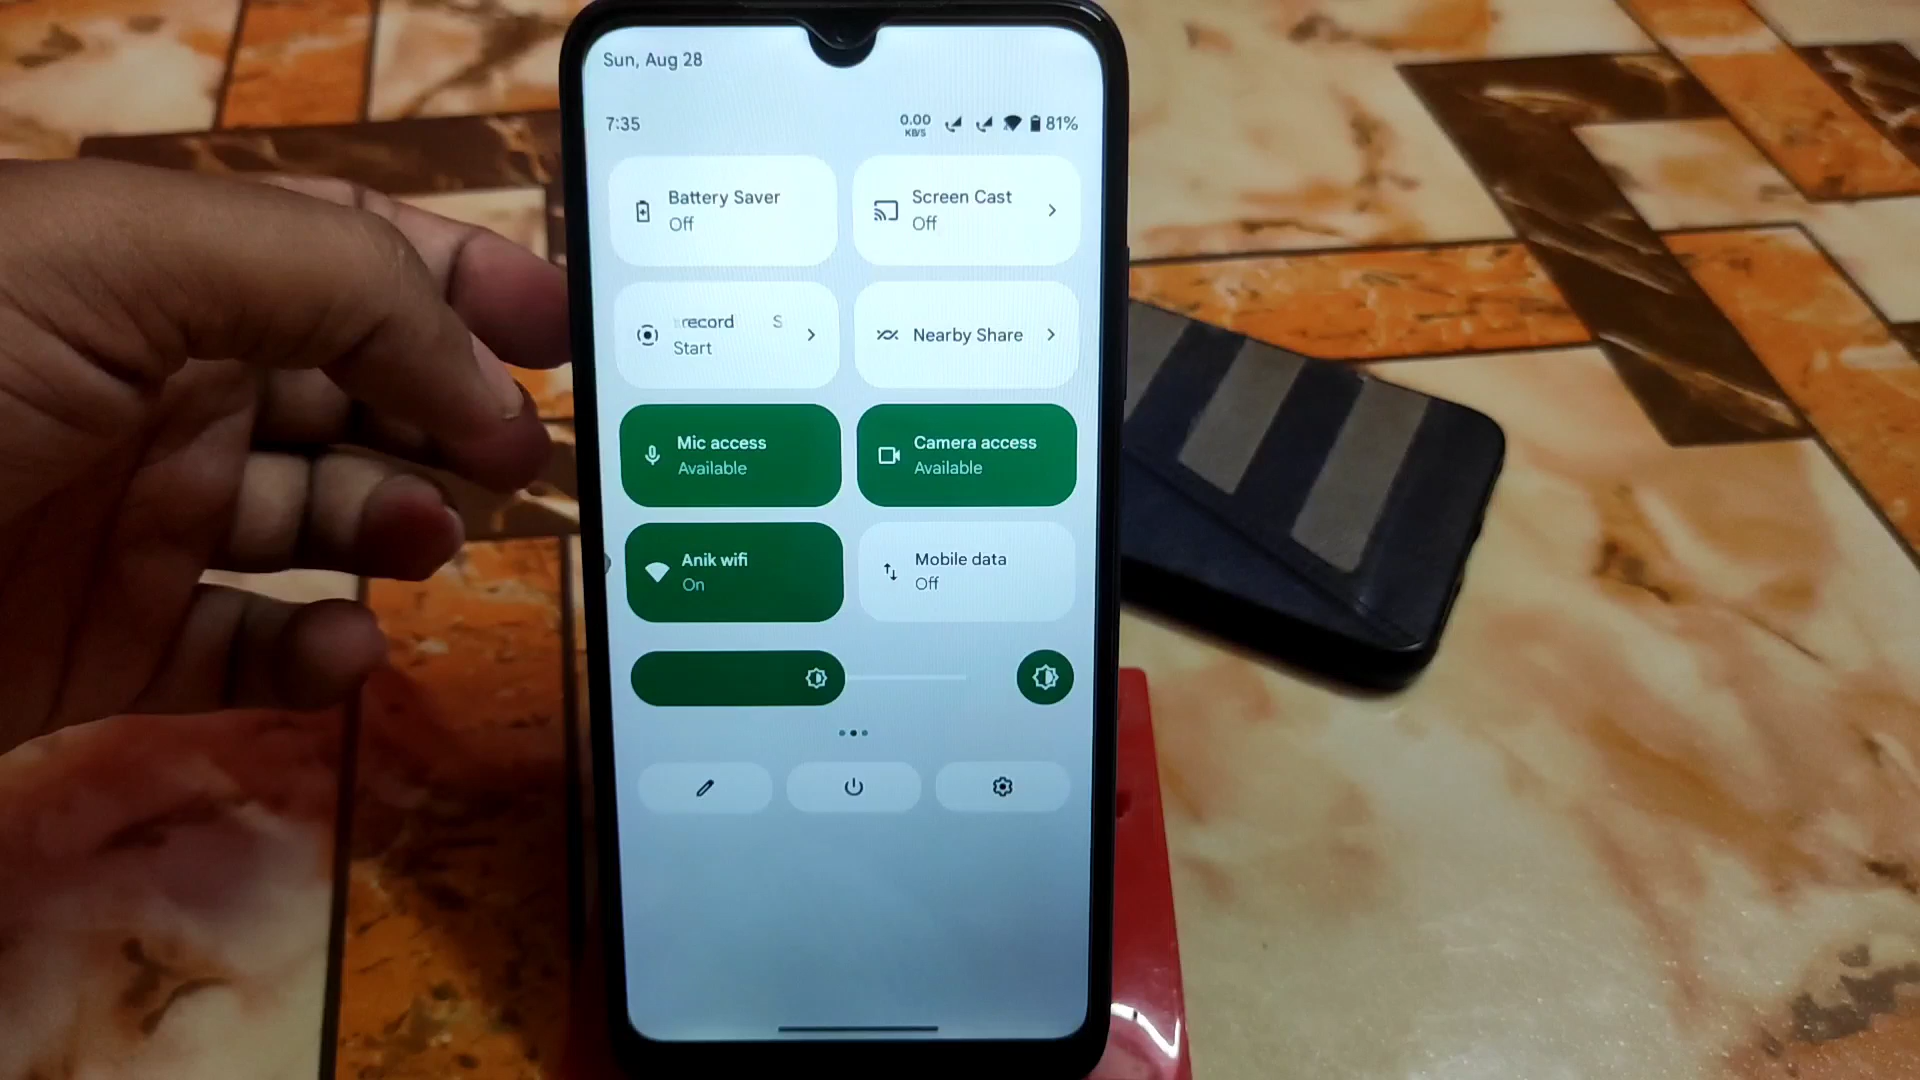 Sun, Aug 28
7:35
0.00
KB/S
81%
Battery Saver
Off
Screen Cast
Off
record S
Start
Nearby Share
Mic access
Available
Camera access
Available
Anik wifi
On
Mobile data
Off